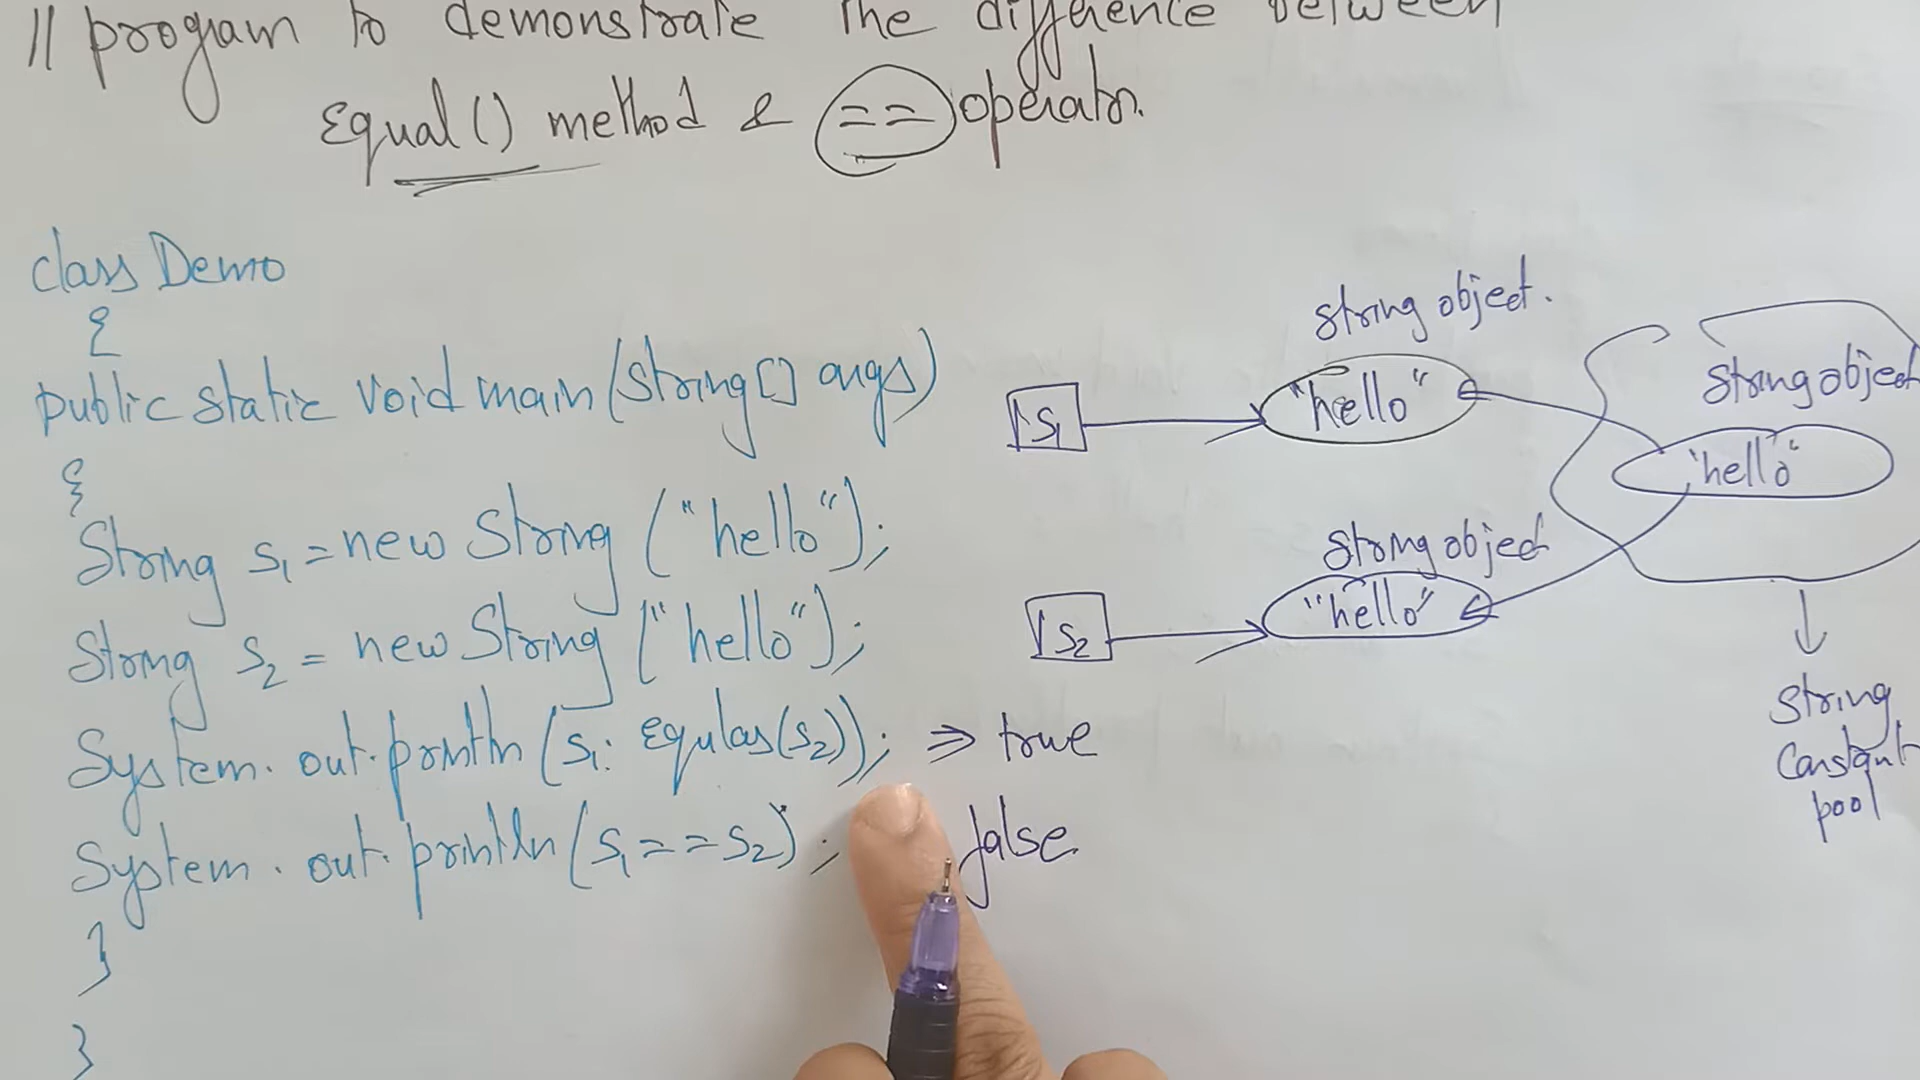 // program to demonstrate the difference between
Equal() method & == operator.
class Demo
{
public static void main(String[] args)
{
String s1 = new String ("hello");
String s2 = new String ("hello");
System.out.println (s1. equlas(s2)); => true
System.out.println (s1 == s2); false
}
}
string object.
s1
"hello"
String object
"hello"
String object
s2
"hello"
String
Constant
pool